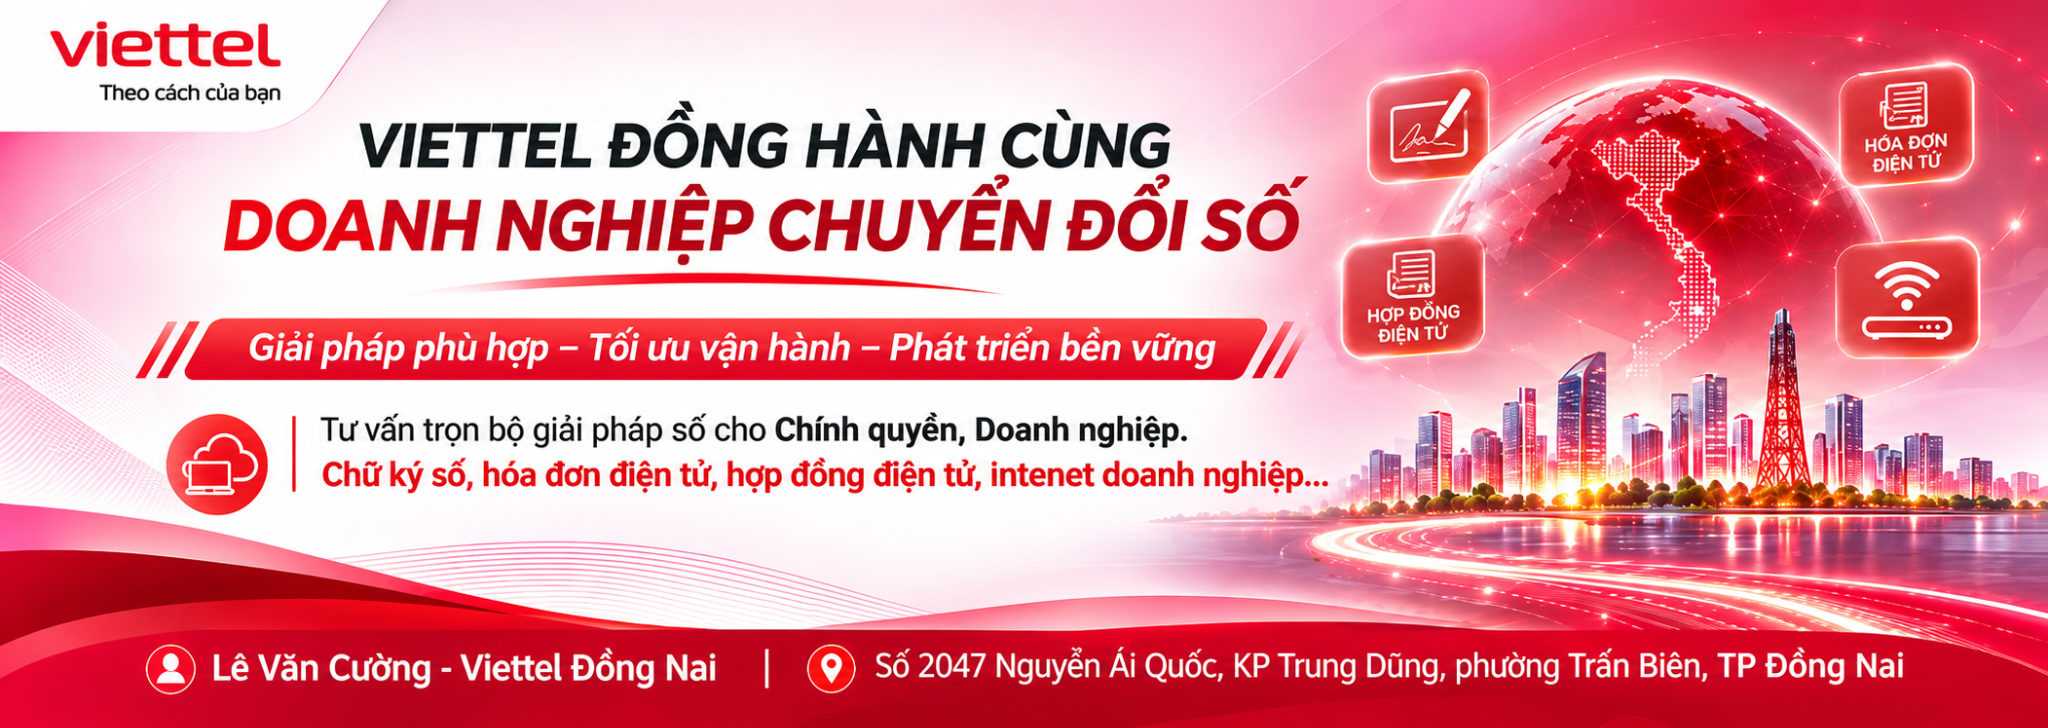 viettel
Theo cách của bạn
VIETTEL ĐỒNG HÀNH CÙNG
DOANH NGHIỆP CHUYỂN ĐỔI SỐ
Giải pháp phù hợp – Tối ưu vận hành – Phát triển bền vững
Tư vấn trọn bộ giải pháp số cho Chính quyền, Doanh nghiệp.
Chữ ký số, hóa đơn điện tử, hợp đồng điện tử, intenet doanh nghiệp...
HÓA ĐƠN
ĐIỆN TỬ
HỢP ĐỒNG
ĐIỆN TỬ
Lê Văn Cường - Viettel Đồng Nai
Số 2047 Nguyễn Ái Quốc, KP Trung Dũng, phường Trấn Biên, TP Đồng Nai